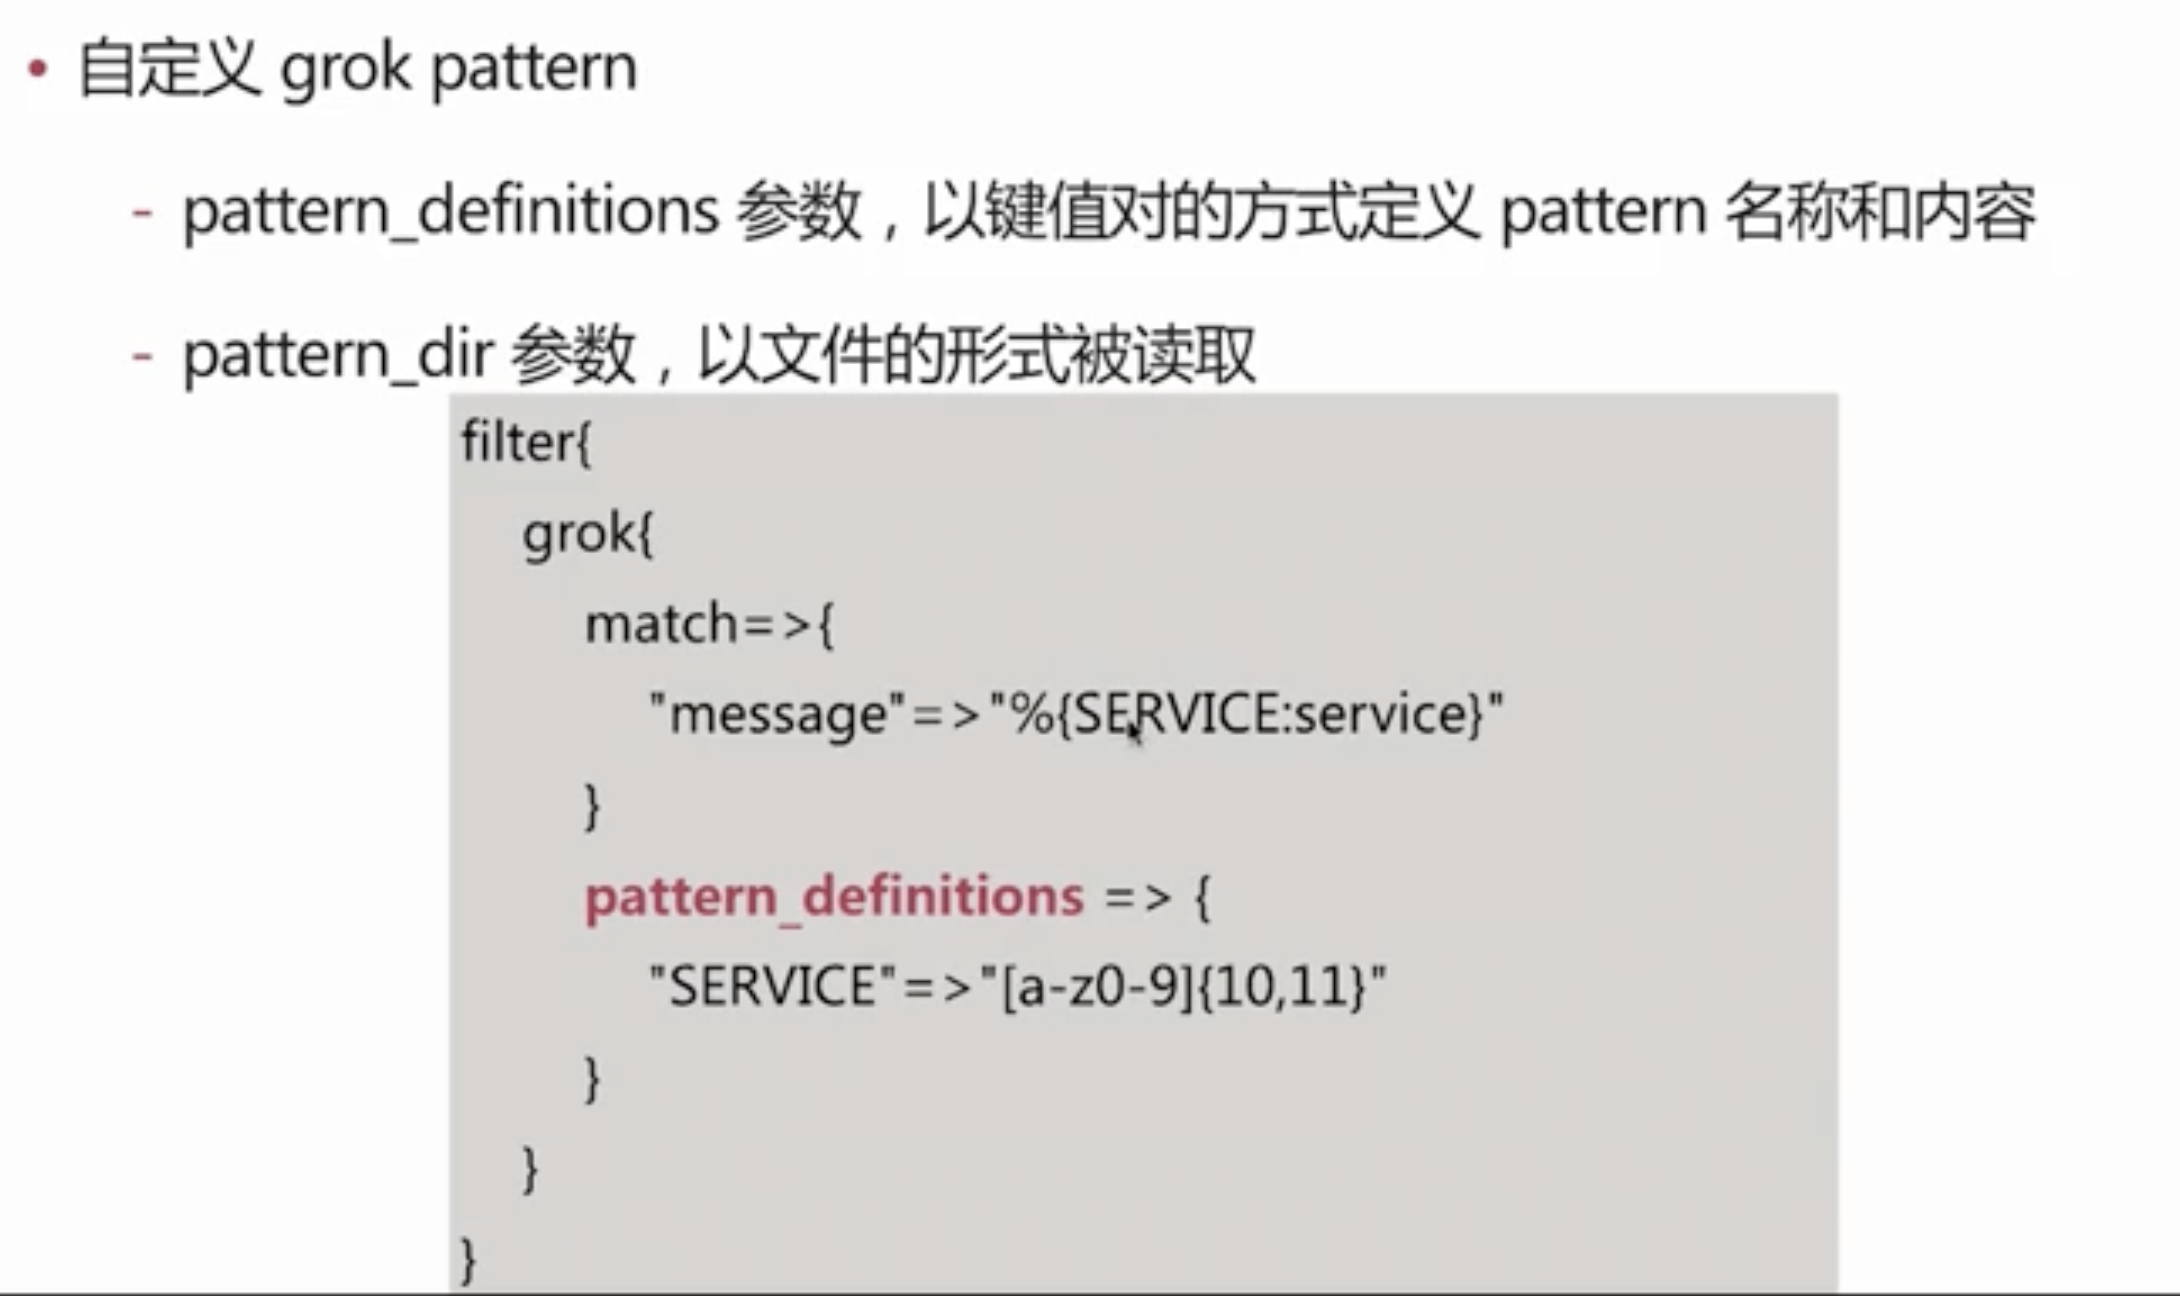 • 自定义 grok pattern
- pattern_definitions 参数，以键值对的方式定义 pattern 名称和内容
- pattern_dir 参数，以文件的形式被读取
filter{
grok{
match=>{
"message"=>"%{SERVICE:service}"
}
pattern_definitions => {
"SERVICE"=>"[a-z0-9]{10,11}"
}
}
}